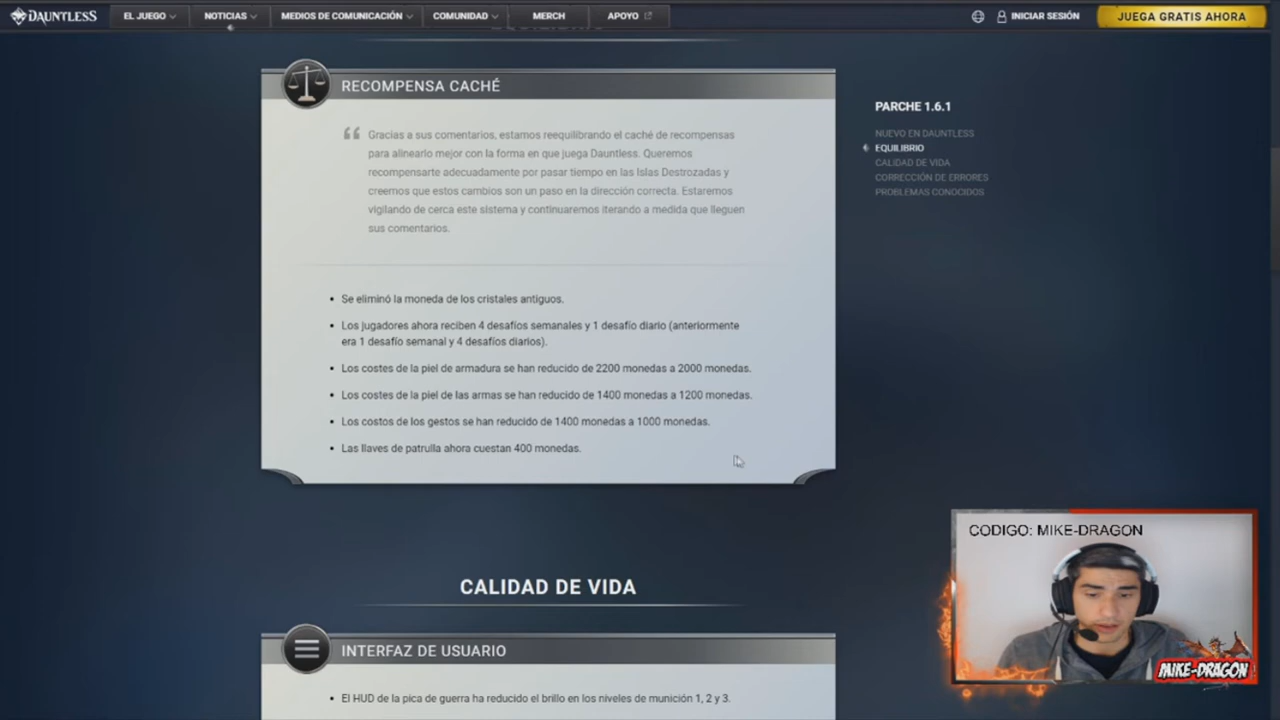 DAUNTLESS
EL JUEGO
NOTICIAS
MEDIOS DE COMUNICACIÓN
COMUNIDAD
MERCH
APOYO
INICIAR SESIÓN
JUEGA GRATIS AHORA
EQUILIBRIO
RECOMPENSA CACHÉ
Gracias a sus comentarios, estamos reequilibrando el caché de recompensas
para alinearlo mejor con la forma en que juega Dauntless. Queremos
recompensarte adecuadamente por pasar tiempo en las Islas Destrozadas y
creemos que estos cambios son un paso en la dirección correcta. Estaremos
vigilando de cerca este sistema y continuaremos iterando a medida que lleguen
sus comentarios.
• Se eliminó la moneda de los cristales antiguos.
• Los jugadores ahora reciben 4 desafíos semanales y 1 desafío diario (anteriormente
era 1 desafío semanal y 4 desafíos diarios).
• Los costes de la piel de armadura se han reducido de 2200 monedas a 2000 monedas.
• Los costes de la piel de las armas se han reducido de 1400 monedas a 1200 monedas.
• Los costos de los gestos se han reducido de 1400 monedas a 1000 monedas.
• Las llaves de patrulla ahora cuestan 400 monedas.
PARCHE 1.6.1
NUEVO EN DAUNTLESS
EQUILIBRIO
CALIDAD DE VIDA
CORRECCIÓN DE ERRORES
PROBLEMAS CONOCIDOS
CALIDAD DE VIDA
INTERFAZ DE USUARIO
• El HUD de la pica de guerra ha reducido el brillo en los niveles de munición 1, 2 y 3.
CODIGO: MIKE-DRAGON
MIKE-DRAGON